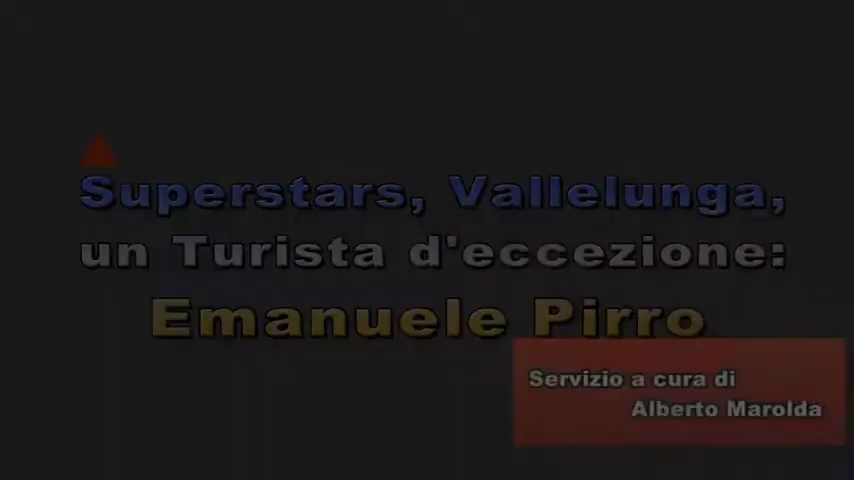 Superstars, Vallelunga,
un Turista d'eccezione:
Emanuele Pirro
Servizio a cura di
Alberto Marolda